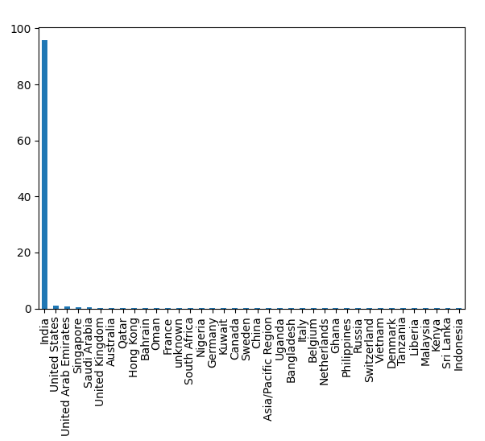 100
80
60
40
20
0
India
United States
United Arab Emirates
Singapore
Saudi Arabia
United Kingdom
Australia
Qatar
Hong Kong
Bahrain
Oman
France
unknown
South Africa
Nigeria
Germany
Kuwait
Canada
Sweden
China
Asia/Pacific Region
Uganda
Bangladesh
Italy
Belgium
Netherlands
Ghana
Philippines
Russia
Switzerland
Vietnam
Denmark
Tanzania
Liberia
Malaysia
Kenya
Sri Lanka
Indonesia